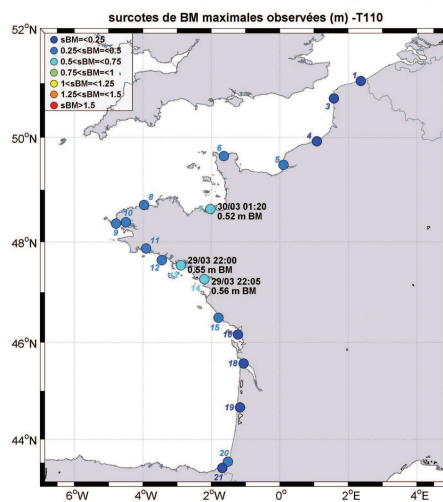 surcotes de BM maximales observées (m) -T110
sBM=<0.25
0.25<sBM=<0.5
0.5<sBM=<0.75
0.75<sBM=<1
1<sBM=<1.25
1.25<sBM=<1.5
sBM>1.5
52°N
50°N
48°N
46°N
44°N
1
3
4
5
6
30/03 01:20
0.52 m BM
8
10
9
11
12
29/03 22:00
0.55 m BM
13
29/03 22:05
0.56 m BM
14
15
16
18
19
20
21
6°W
4°W
2°W
0°
2°E